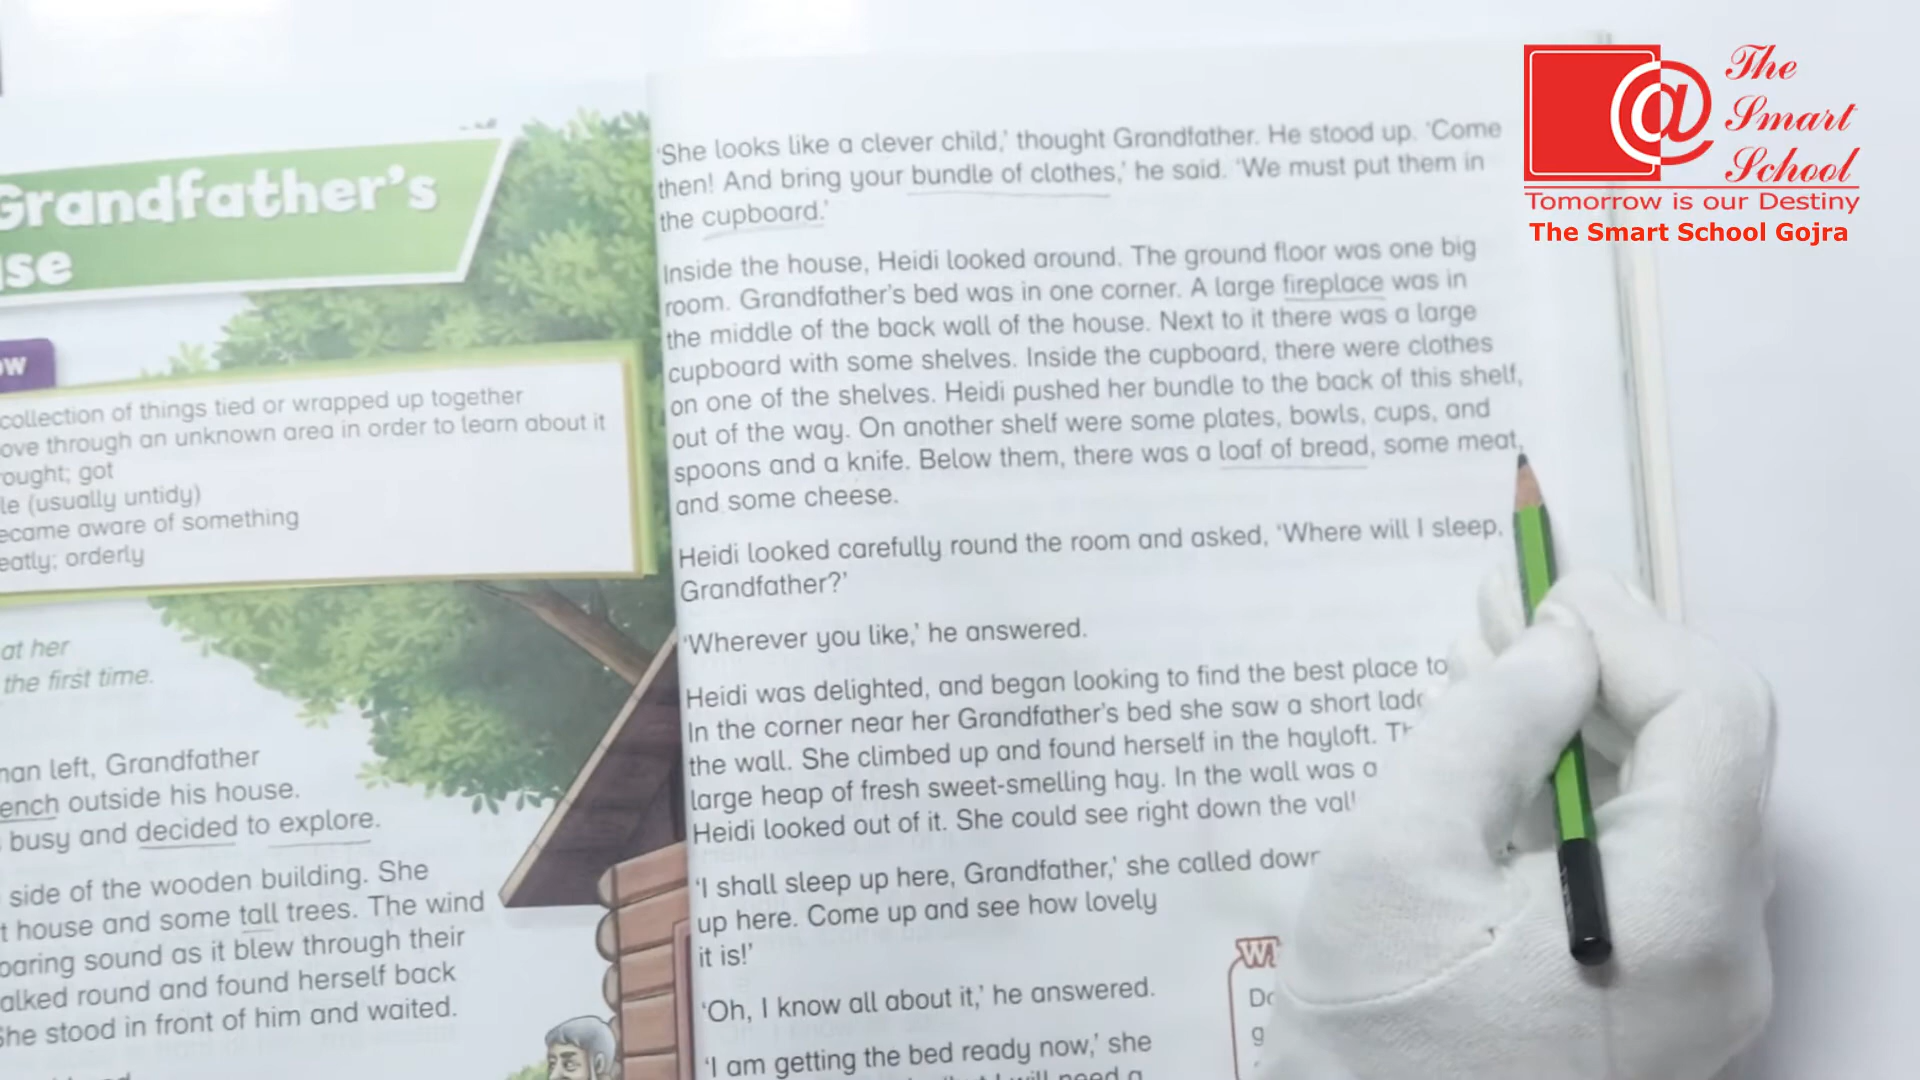 Grandfather's
collection of things tied or wrapped up together
through an unknown area in order to learn about it
got
(usually untidy)
aware of something
orderly
at her
the first time.
left, Grandfather
outside his house.
busy and decided to explore.
side of the wooden building. She
house and some tall trees. The wind
sound as it blew through their
round and found herself back
She stood in front of him and waited.
'She looks like a clever child,' thought Grandfather. He stood up. 'Come
then! And bring your bundle of clothes,' he said. 'We must put them in
the cupboard.'
Inside the house, Heidi looked around. The ground floor was one big
room. Grandfather's bed was in one corner. A large fireplace was in
the middle of the back wall of the house. Next to it there was a large
cupboard with some shelves. Inside the cupboard, there were clothes
on one of the shelves. Heidi pushed her bundle to the back of this shelf,
out of the way. On another shelf were some plates, bowls, cups, and
spoons and a knife. Below them, there was a loaf of bread, some meat,
and some cheese.
Heidi looked carefully round the room and asked, 'Where will I sleep,
Grandfather?'
'Wherever you like,' he answered.
Heidi was delighted, and began looking to find the best place to
In the corner near her Grandfather's bed she saw a short
the wall. She climbed up and found herself in the hayloft.
large heap of fresh sweet-smelling hay. In the wall was a
Heidi looked out of it. She could see right down the
'I shall sleep up here, Grandfather,' she called down
up here. Come up and see how lovely
it is!'
'Oh, I know all about it,' he answered.
'I am getting the bed ready now,' she
The
Smart
School
Tomorrow is our Destiny
The Smart School Gojra